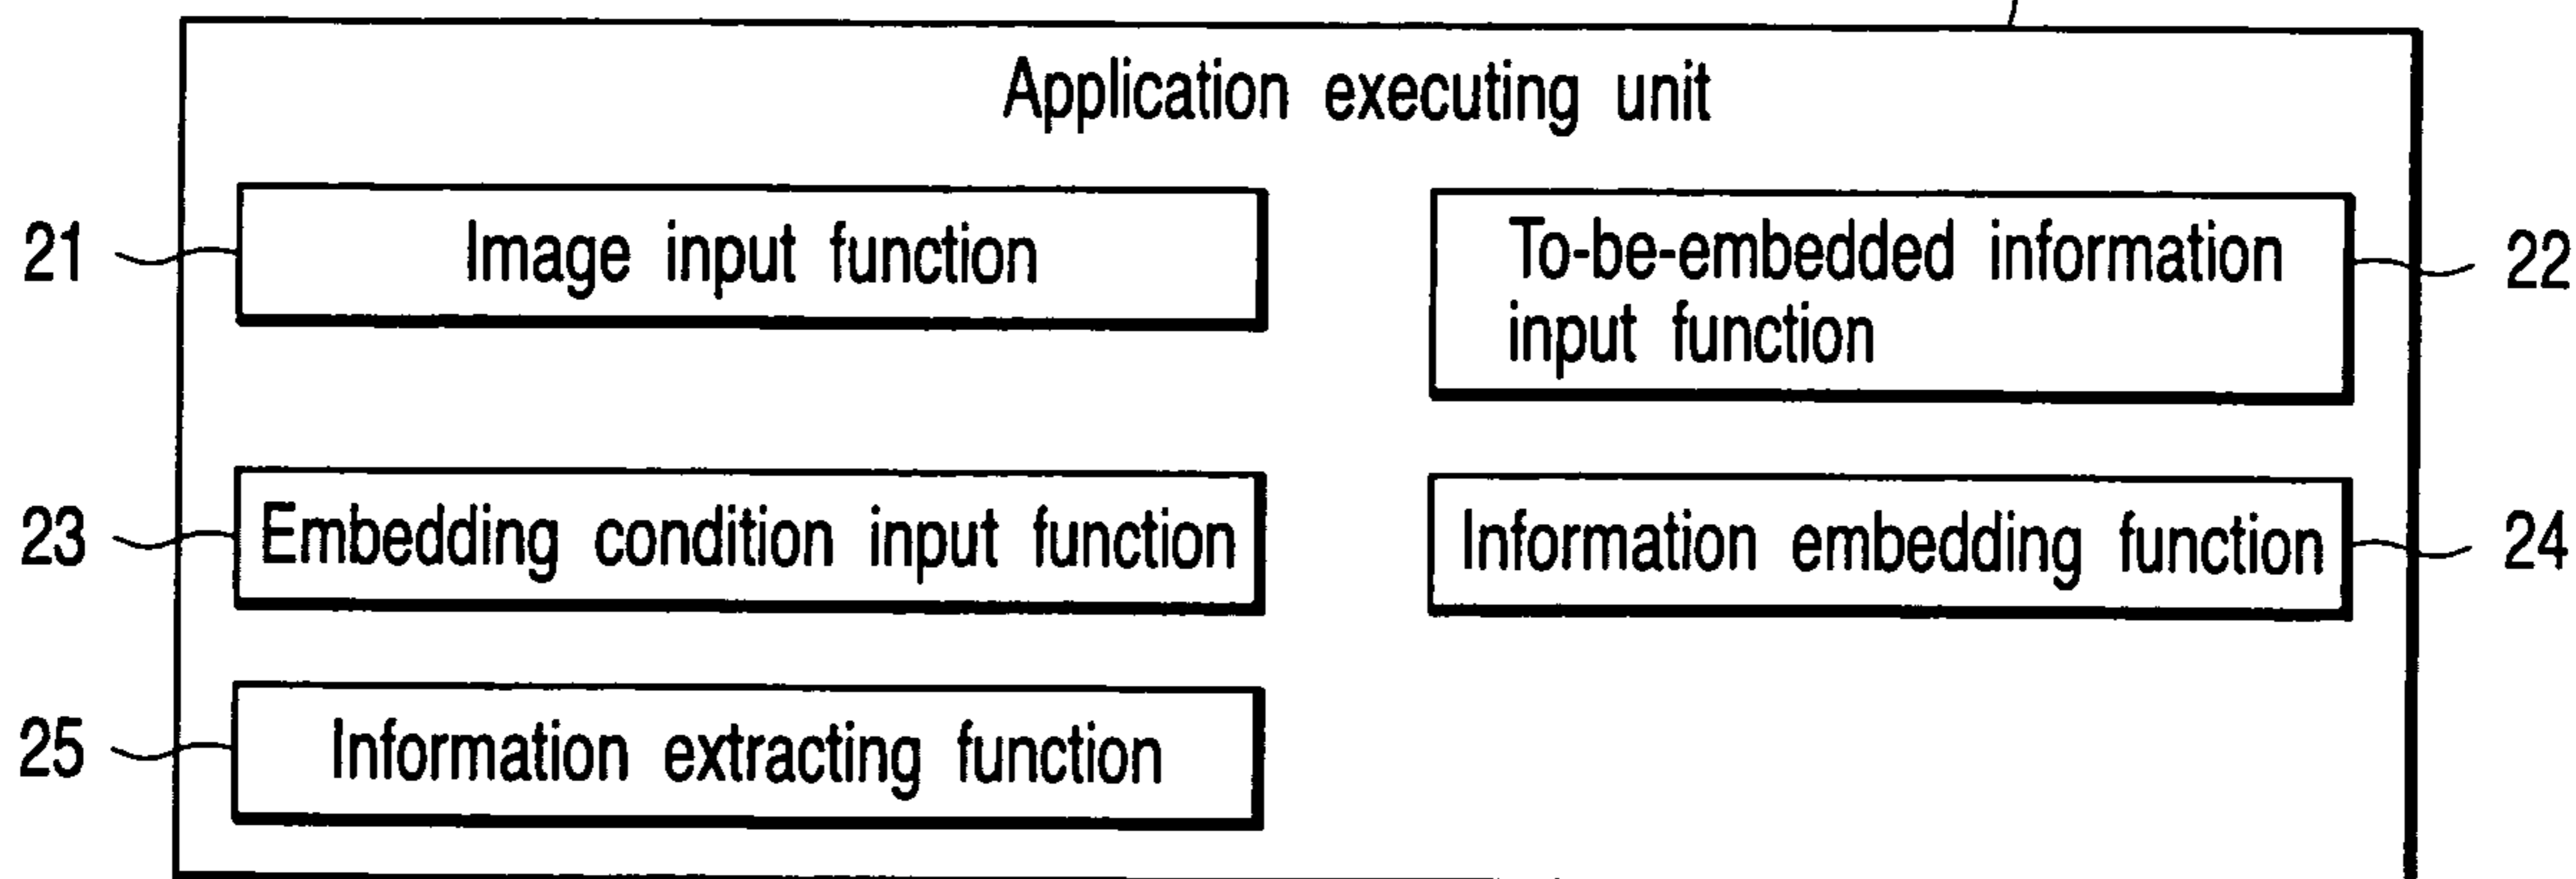 Application executing unit
21
Image input function
To-be-embedded information
input function
22
23
Embedding condition input function
Information embedding function
24
25
Information extracting function